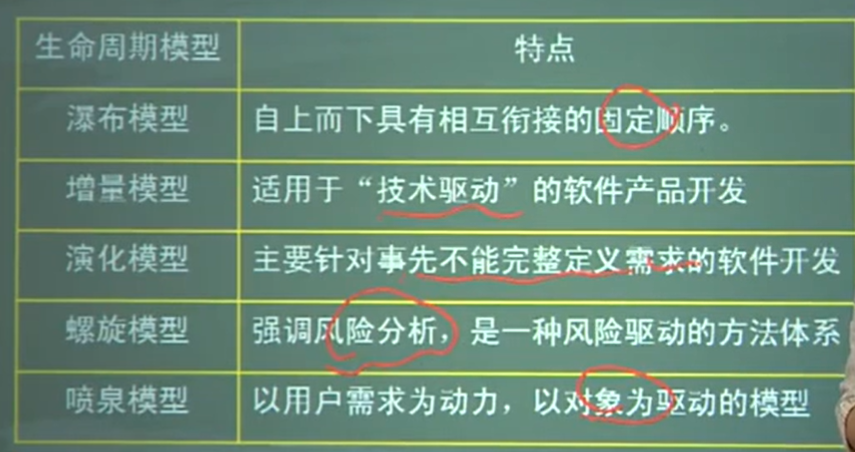 生命周期模型 特点
瀑布模型 自上而下具有相互衔接的固定顺序。
增量模型 适用于“技术驱动”的软件产品开发
演化模型 主要针对事先不能完整定义需求的软件开发
螺旋模型 强调风险分析，是一种风险驱动的方法体系
喷泉模型 以用户需求为动力，以对象为驱动的模型